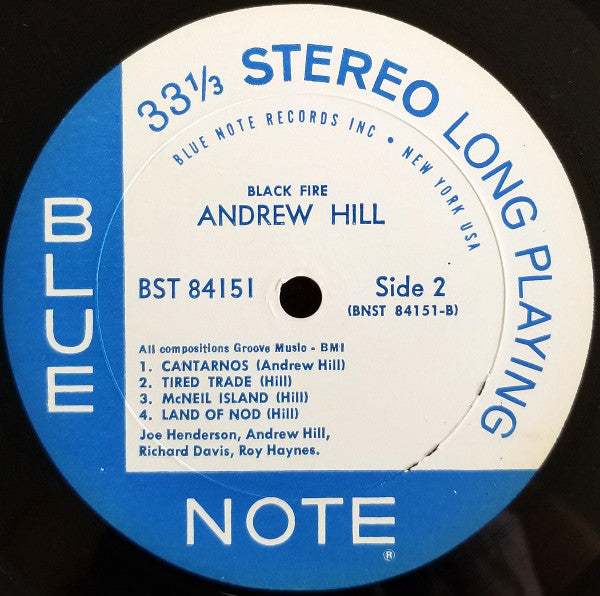 33⅓ STEREO LONG PLAYING
BLUE NOTE RECORDS INC • NEW YORK USA
BLACK FIRE
ANDREW HILL
BST 84151
Side 2
(BNST 84151-B)
All compositions Groove Music - BMI
1. CANTARNOS (Andrew Hill)
2. TIRED TRADE (Hill)
3. McNEIL ISLAND (Hill)
4. LAND OF NOD (Hill)
Joe Henderson, Andrew Hill,
Richard Davis, Roy Haynes.
BLUE
NOTE®